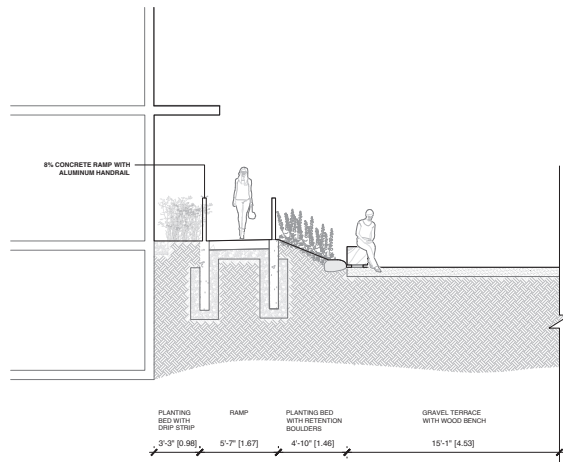 8% CONCRETE RAMP WITH
ALUMINUM HANDRAIL
PLANTING
BED WITH
DRIP STRIP
3'-3" [0.98]
RAMP
5'-7" [1.67]
PLANTING BED
WITH RETENTION
BOULDERS
4'-10" [1.46]
GRAVEL TERRACE
WITH WOOD BENCH
15'-1" [4.53]